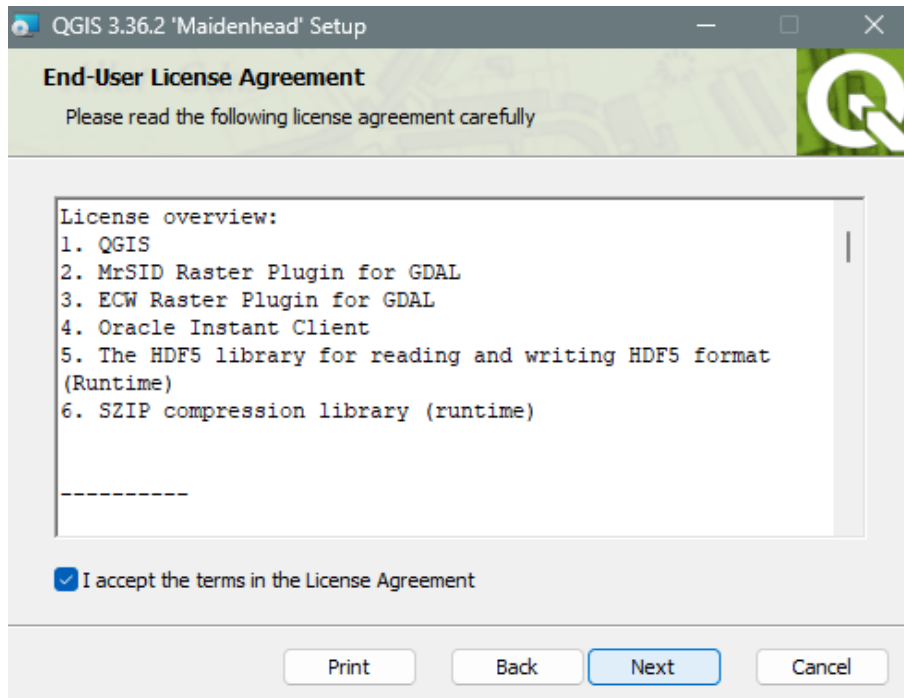 QGIS 3.36.2 'Maidenhead' Setup
End-User License Agreement
Please read the following license agreement carefully
License overview:
1. QGIS
2. MrSID Raster Plugin for GDAL
3. ECW Raster Plugin for GDAL
4. Oracle Instant Client
5. The HDF5 library for reading and writing HDF5 format
(Runtime)
6. SZIP compression library (runtime)
----------
I accept the terms in the License Agreement
Print Back Next Cancel